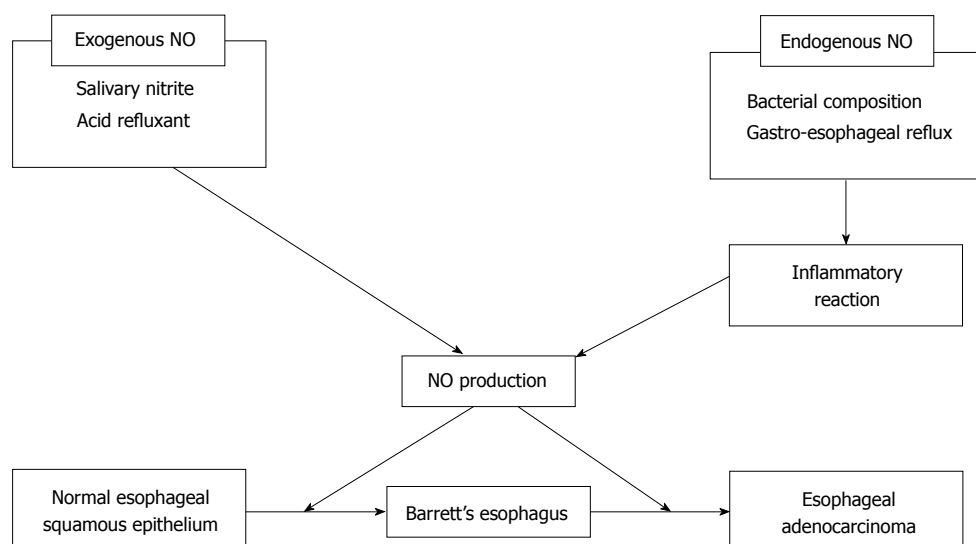 Exogenous NO
Salivary nitrite
Acid refluxant
Endogenous NO
Bacterial composition
Gastro-esophageal reflux
Inflammatory
reaction
NO production
Normal esophageal
squamous epithelium
Barrett's esophagus
Esophageal
adenocarcinoma